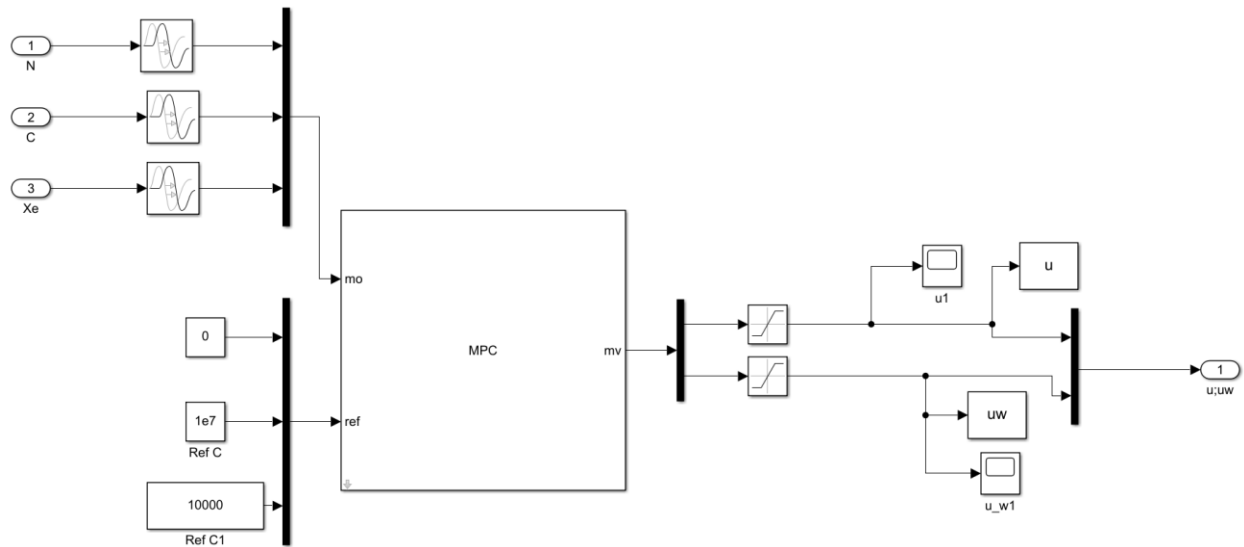 1
N
2
C
3
Xe
mo
0
1e7
Ref C
ref
10000
Ref C1
MPC
mv
u1
u
uw
u_w1
1
u;uw